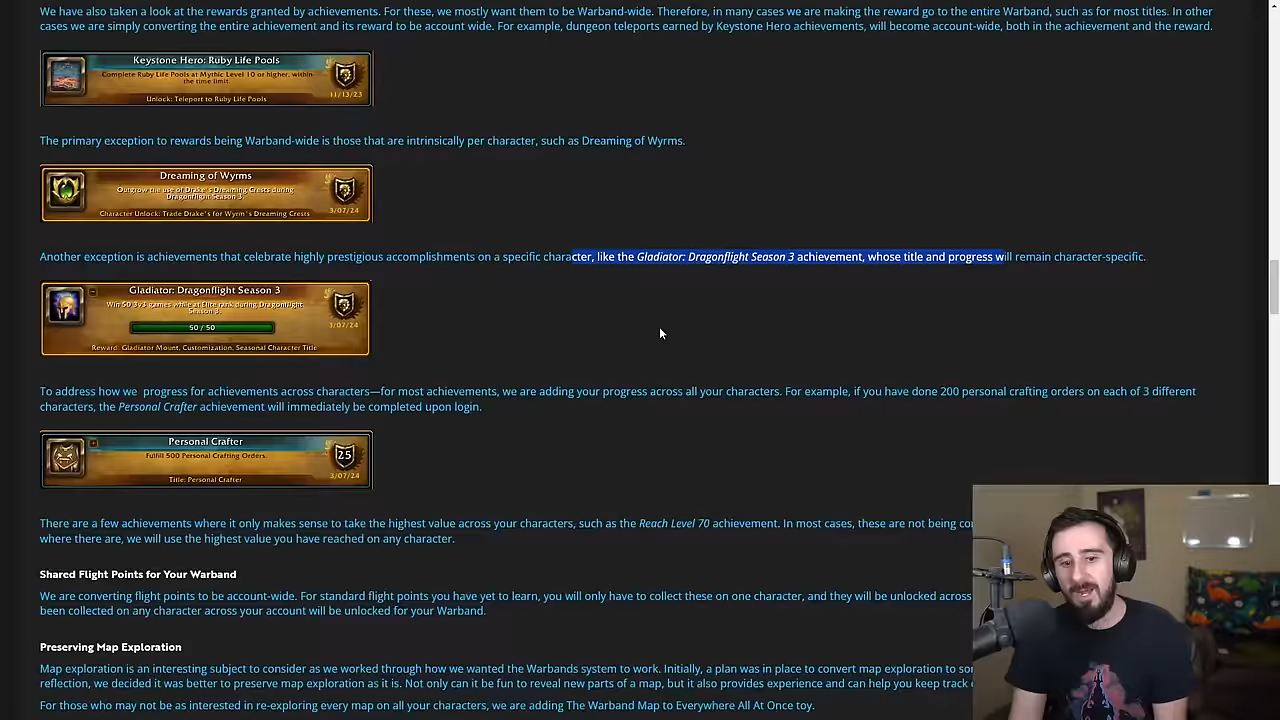 We have also taken a look at the rewards granted by achievements. For these, we mostly want them to be Warband-wide. Therefore, in many cases we are making the reward go to the entire Warband, such as for most titles. In other
cases we are simply converting the entire achievement and its reward to be account wide. For example, dungeon teleports earned by Keystone Hero achievements, will become account-wide, both in the achievement and the reward.
Keystone Hero: Ruby Life Pools
Complete Ruby Life Pools at Mythic Level 10 or higher, within
the time limit.
11/13/23
Unlock: Teleport to Ruby Life Pools
The primary exception to rewards being Warband-wide is those that are intrinsically per character, such as Dreaming of Wyrms.
Dreaming of Wyrms
Outgrow the use of Drake's Dreaming Crests during
Dragonflight Season 3.
3/07/24
Character Unlock: Trade Drake's for Wyrm's Dreaming Crests
Another exception is achievements that celebrate highly prestigious accomplishments on a specific character, like the Gladiator: Dragonflight Season 3 achievement, whose title and progress will remain character-specific.
Gladiator: Dragonflight Season 3
Win 50 3v3 games while at Elite rank during Dragonflight
Season 3.
50 / 50
3/07/24
Reward: Gladiator Mount, Customization, Seasonal Character Title
To address how we progress for achievements across characters—for most achievements, we are adding your progress across all your characters. For example, if you have done 200 personal crafting orders on each of 3 different
characters, the Personal Crafter achievement will immediately be completed upon login.
Personal Crafter
Fulfill 500 Personal Crafting Orders.
25
3/07/24
Title: Personal Crafter
There are a few achievements where it only makes sense to take the highest value across your characters, such as the Reach Level 70 achievement. In most cases, these are not being
where there are, we will use the highest value you have reached on any character.
Shared Flight Points for Your Warband
We are converting flight points to be account-wide. For standard flight points you have yet to learn, you will only have to collect these on one character, and they will be unlocked across
been collected on any character across your account will be unlocked for your Warband.
Preserving Map Exploration
Map exploration is an interesting subject to consider as we worked through how we wanted the Warbands system to work. Initially, a plan was in place to convert map exploration to
reflection, we decided it was better to preserve map exploration as it is. Not only can it be fun to reveal new parts of a map, but it also provides experience and can help you keep track
For those who may not be as interested in re-exploring every map on all your characters, we are adding The Warband Map to Everywhere All At Once toy.